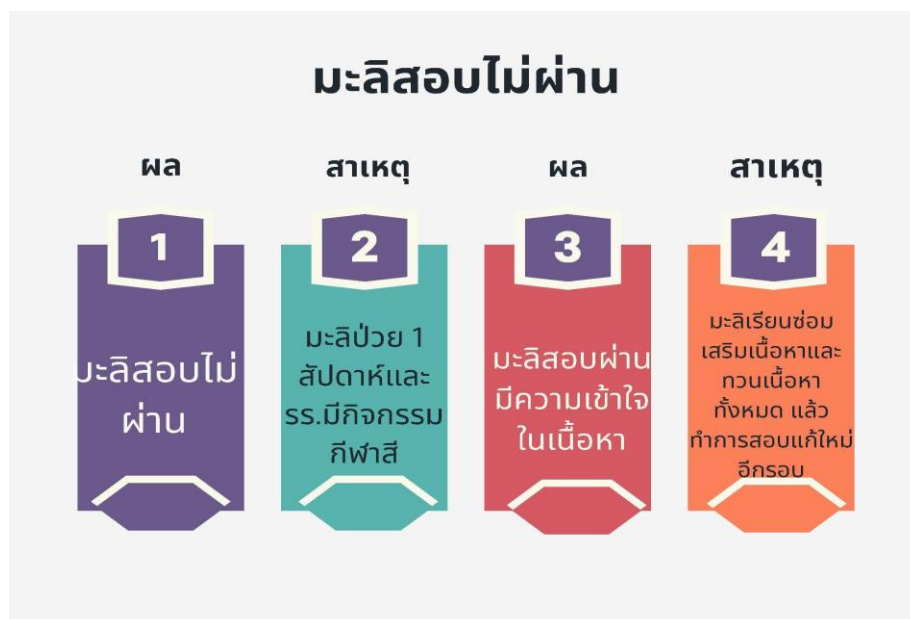 มะลิสอบไม่ผ่าน
ผล
สาเหตุ
ผล
สาเหตุ
1
2
3
4
มะลิสอบไม่
ผ่าน
มะลิป่วย 1
สัปดาห์และ
รร.มีกิจกรรม
กีฬาสี
มะลิสอบผ่าน
มีความเข้าใจ
ในเนื้อหา
มะลิเรียนซ่อม
เสริมเนื้อหาและ
ทวนเนื้อหา
ทั้งหมด แล้ว
ทำการสอบแก้ใหม่
อีกรอบ